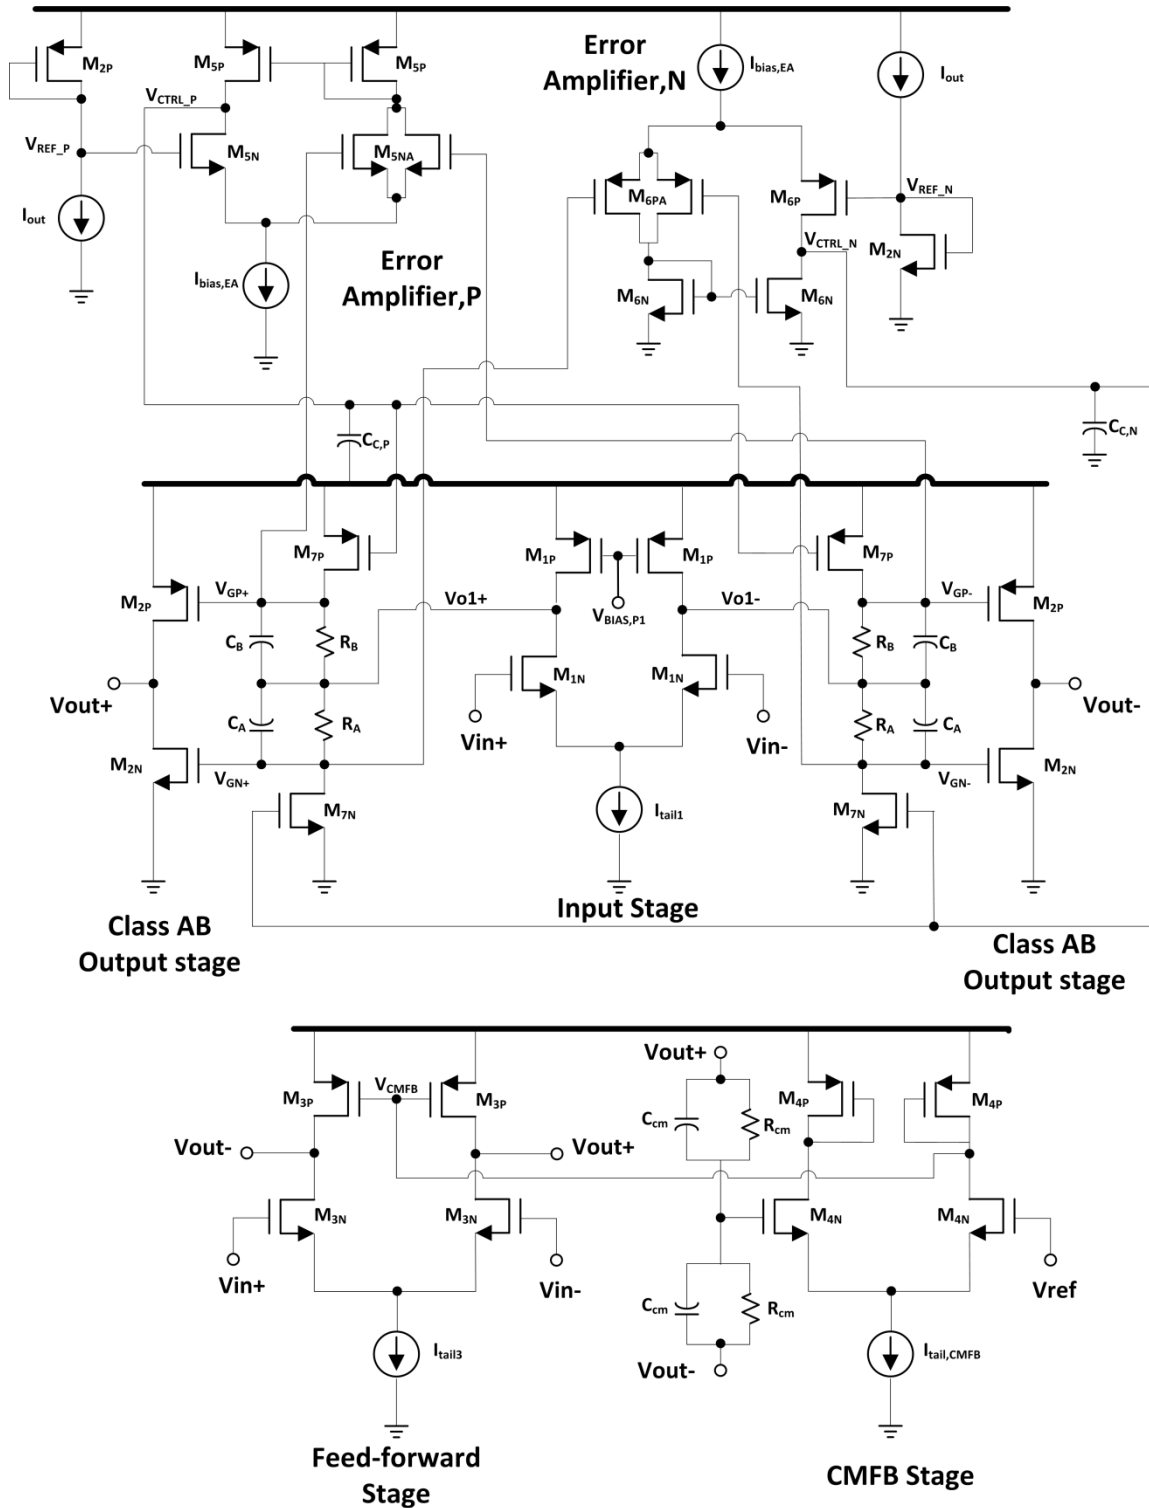 Error
Amplifier,N
M2P
M5P
M5P
Ibias,EA
Iout
VCTRL_P
VREF_P
M5N
M5NA
M6PA
M6P
VREF_N
Iout
VCTRL_N
M2N
Ibias,EA
Error
Amplifier,P
M6N
M6N
CC,P
CC,N
M7P
M1P
M1P
M7P
M2P
VGP+
Vo1+
VBIAS,P1
Vo1-
VGP-
M2P
CB
RB
M1N
M1N
RB
CB
Vout+
Vin+
Vin-
Vout-
CA
RA
RA
CA
M2N
VGN+
VGN-
M2N
M7N
Itail1
M7N
Class AB
Output stage
Input Stage
Class AB
Output stage
Vout+
M3P
VCMFB
M3P
M4P
M4P
Ccm
Rcm
Vout-
Vout+
M3N
M3N
M4N
M4N
Vin+
Vin-
Vref
Ccm
Rcm
Itail3
Vout-
Itail,CMFB
Feed-forward
Stage
CMFB Stage